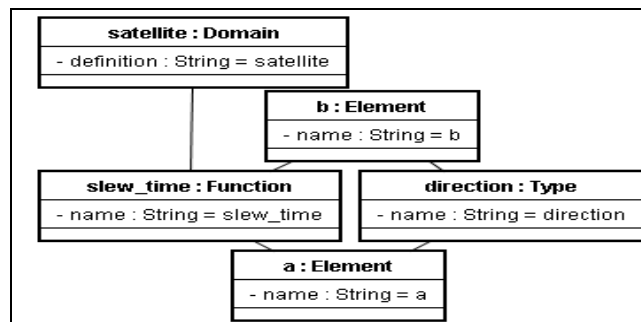 satellite : Domain
- definition : String = satellite
b : Element
- name : String = b
slew_time : Function
- name : String = slew_time
direction : Type
- name : String = direction
a : Element
- name : String = a